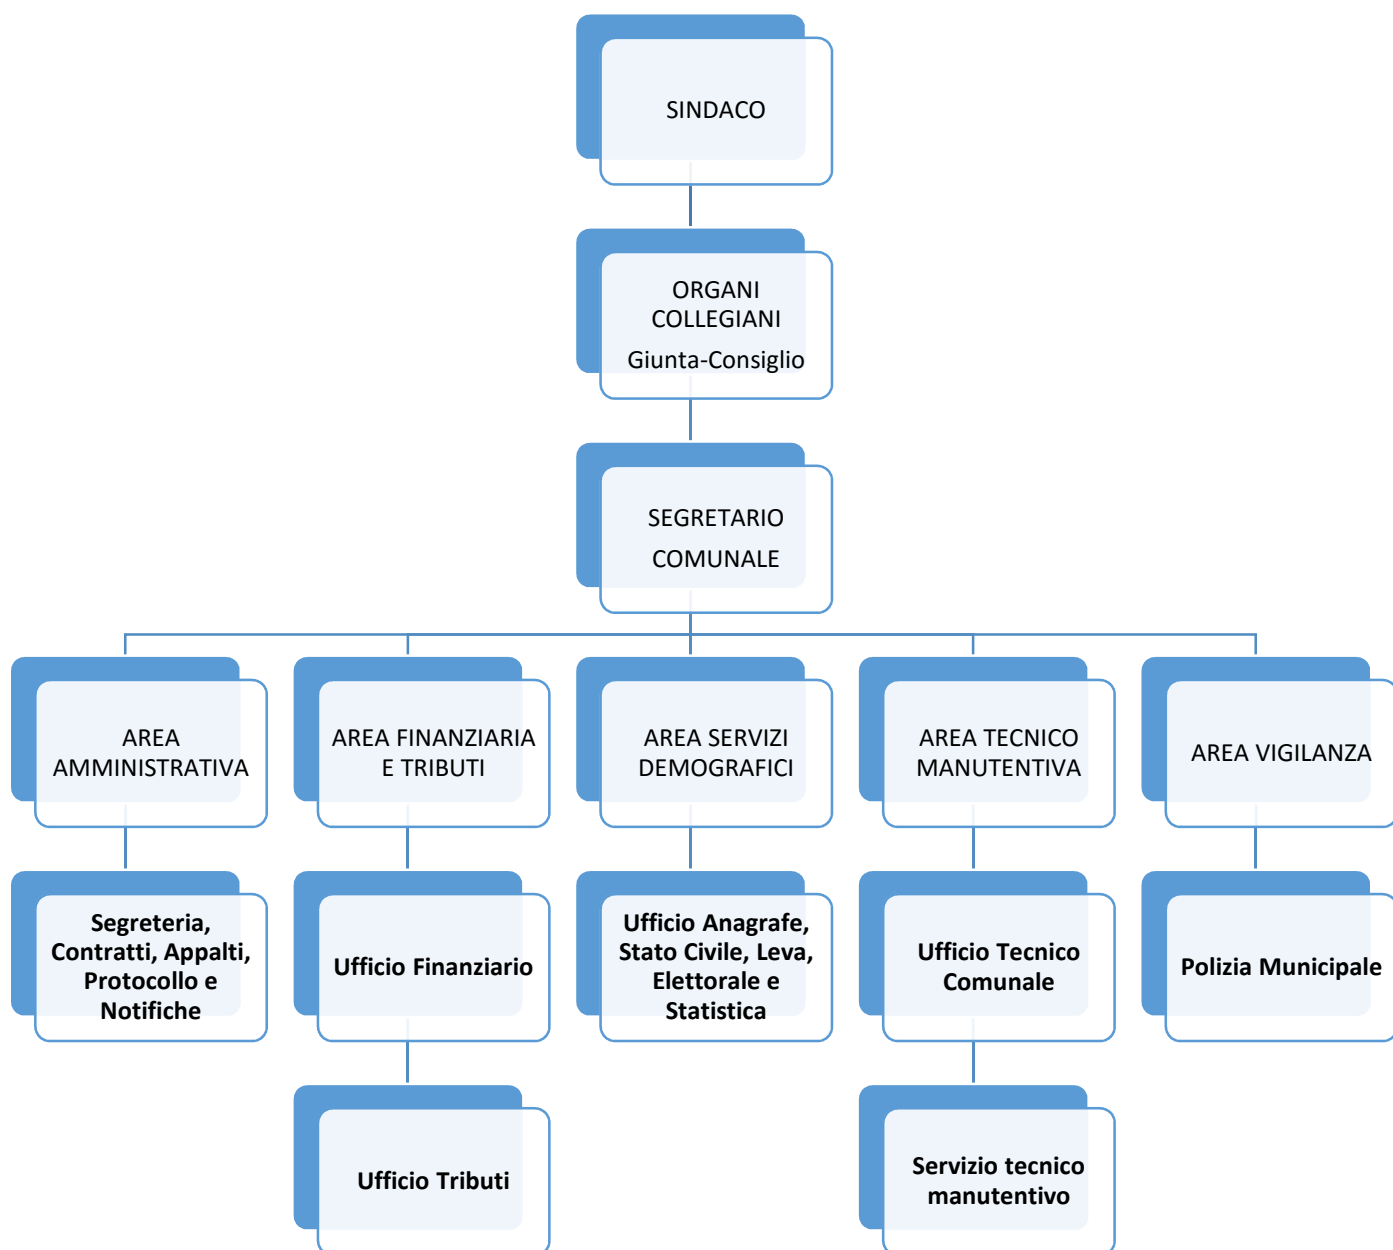 SINDACO
ORGANI
COLLEGIANI
Giunta-Consiglio
SEGRETARIO
COMUNALE
AREA
AMMINISTRATIVA
AREA FINANZIARIA
E TRIBUTI
AREA SERVIZI
DEMOGRAFICI
AREA TECNICO
MANUTENTIVA
AREA VIGILANZA
Segreteria,
Contratti, Appalti,
Protocollo e
Notifiche
Ufficio Finanziario
Ufficio Anagrafe,
Stato Civile, Leva,
Elettorale e
Statistica
Ufficio Tecnico
Comunale
Polizia Municipale
Ufficio Tributi
Servizio tecnico
manutentivo